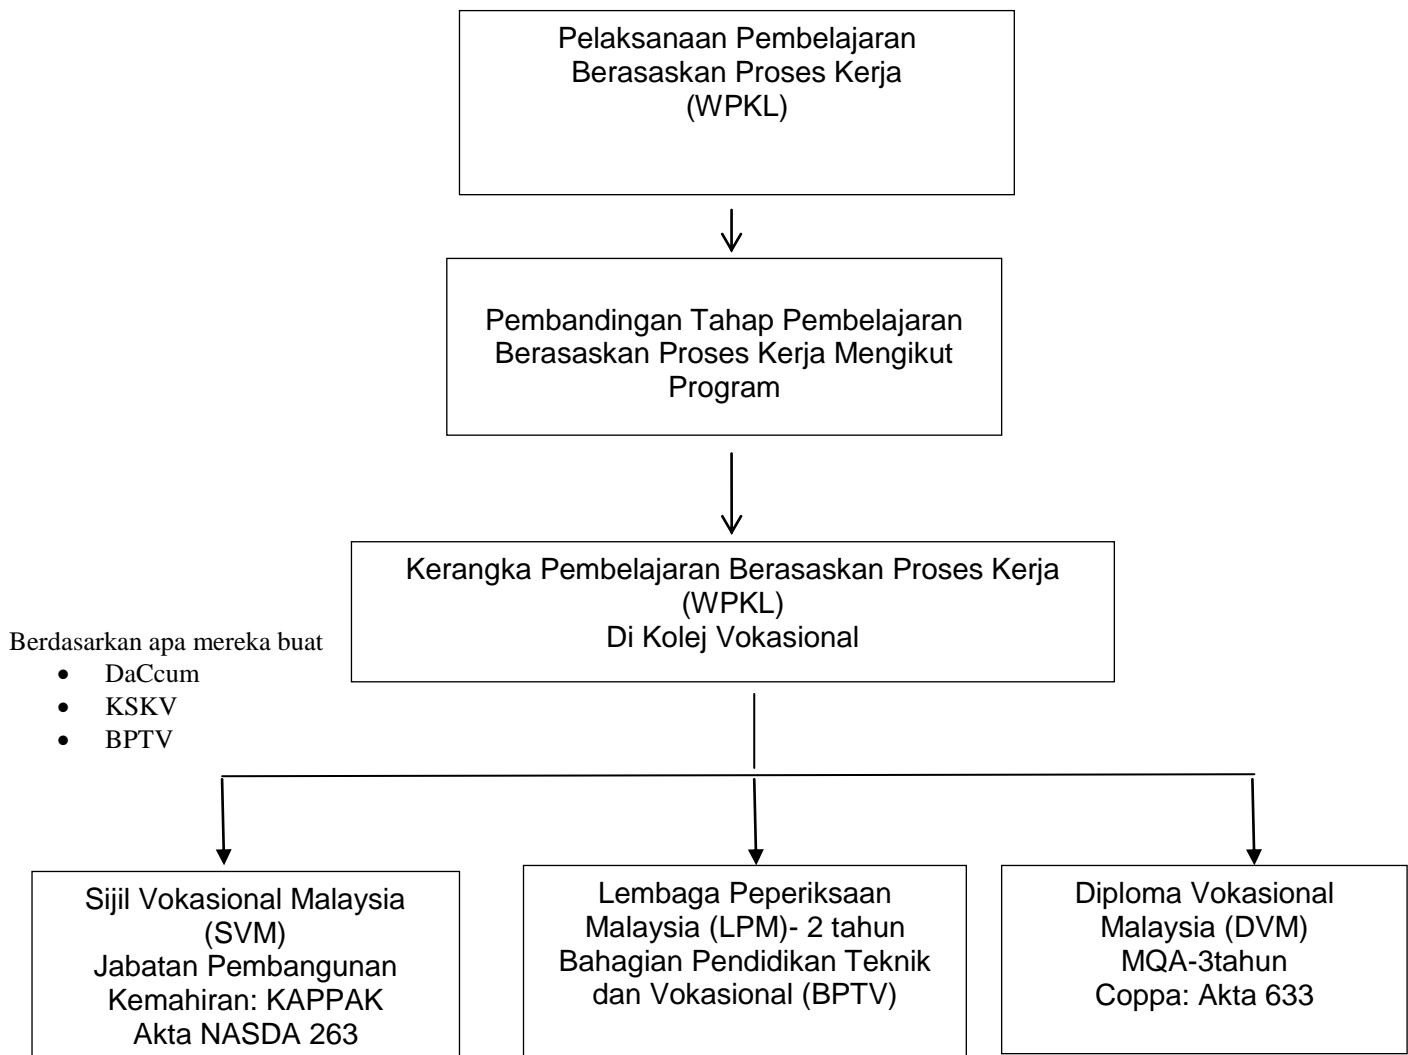 Pelaksanaan Pembelajaran
Berasaskan Proses Kerja
(WPKL)
Pembandingan Tahap Pembelajaran
Berasaskan Proses Kerja Mengikut
Program
Kerangka Pembelajaran Berasaskan Proses Kerja
(WPKL)
Di Kolej Vokasional
Berdasarkan apa mereka buat
• DaCcum
• KSKV
• BPTV
Sijil Vokasional Malaysia
(SVM)
Jabatan Pembangunan
Kemahiran: KAPPAK
Akta NASDA 263
Lembaga Peperiksaan
Malaysia (LPM)- 2 tahun
Bahagian Pendidikan Teknik
dan Vokasional (BPTV)
Diploma Vokasional
Malaysia (DVM)
MQA-3tahun
Coppa: Akta 633